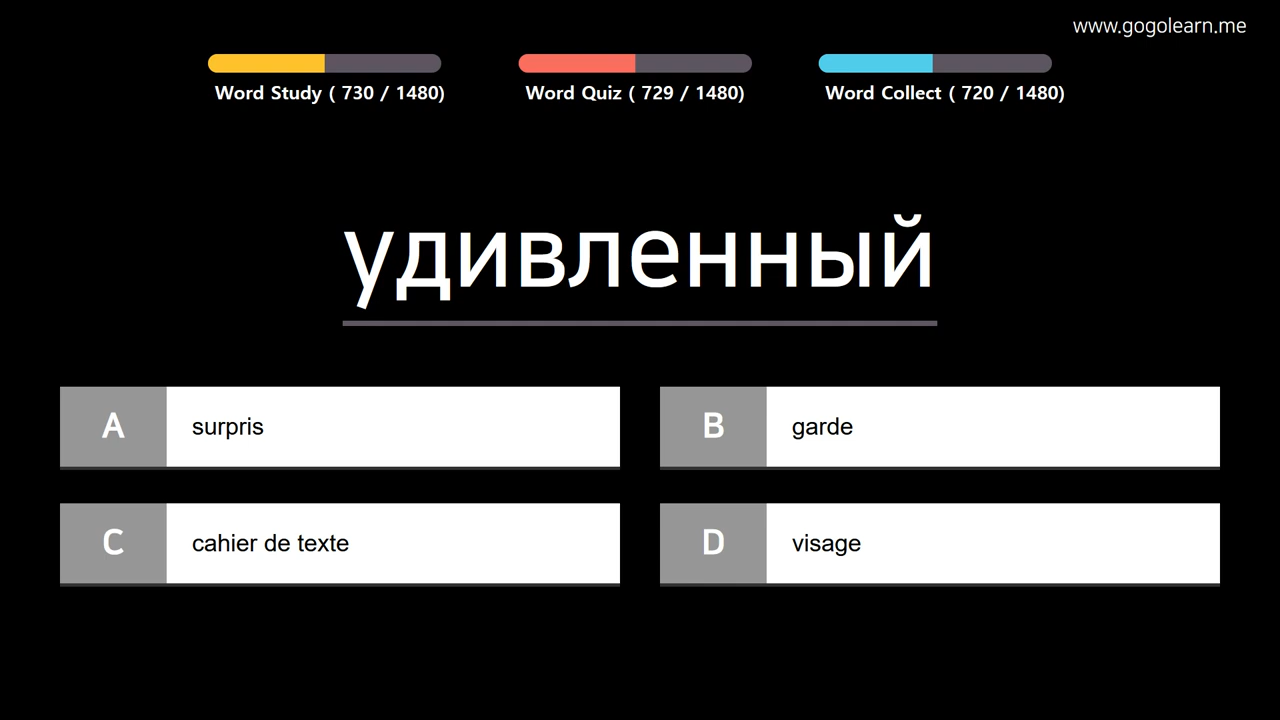 www.gogolearn.me
Word Study ( 730 / 1480)
Word Quiz ( 729 / 1480)
Word Collect ( 720 / 1480)
удивленный
A surpris
B garde
C cahier de texte
D visage